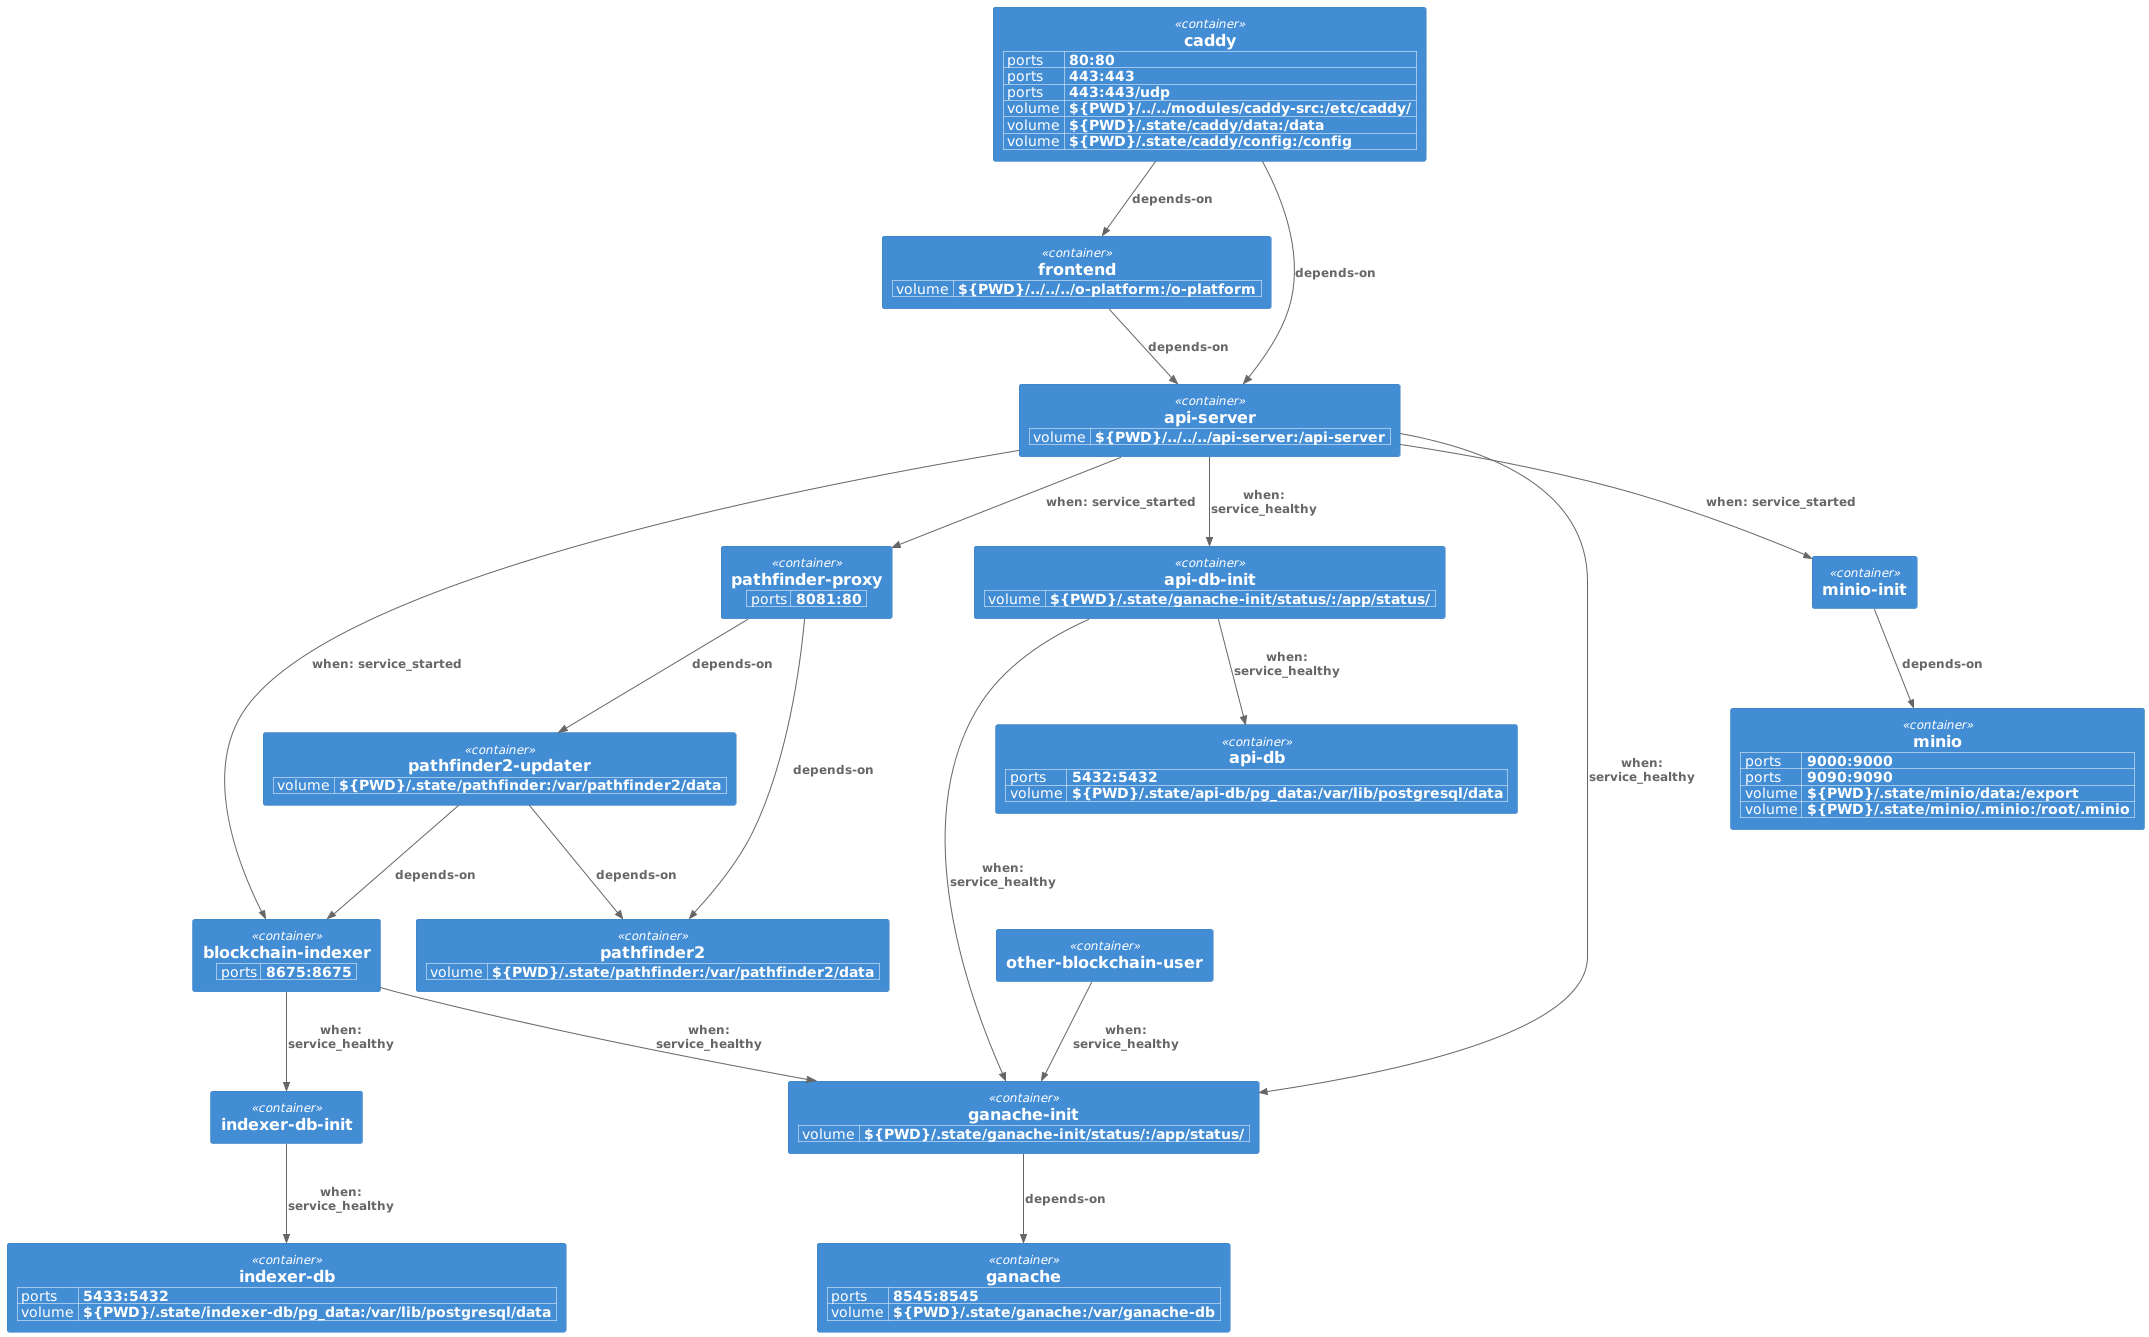 «container»
caddy
ports 80:80
ports 443:443
ports 443:443/udp
volume ${PWD}/../../modules/caddy-src:/etc/caddy/
volume ${PWD}/.state/caddy/data:/data
volume ${PWD}/.state/caddy/config:/config
depends-on
«container»
frontend
volume ${PWD}/../../../o-platform:/o-platform
depends-on
depends-on
«container»
api-server
volume ${PWD}/../../../api-server:/api-server
when: service_started
when:
service_healthy
when: service_started
«container»
pathfinder-proxy
ports 8081:80
«container»
api-db-init
volume ${PWD}/.state/ganache-init/status/:/app/status/
«container»
minio-init
when: service_started
depends-on
when:
service_healthy
depends-on
«container»
pathfinder2-updater
volume ${PWD}/.state/pathfinder:/var/pathfinder2/data
depends-on
«container»
api-db
ports 5432:5432
volume ${PWD}/.state/api-db/pg_data:/var/lib/postgresql/data
when:
service_healthy
«container»
minio
ports 9000:9000
ports 9090:9090
volume ${PWD}/.state/minio/data:/export
volume ${PWD}/.state/minio/.minio:/root/.minio
depends-on
depends-on
when:
service_healthy
«container»
blockchain-indexer
ports 8675:8675
«container»
pathfinder2
volume ${PWD}/.state/pathfinder:/var/pathfinder2/data
«container»
other-blockchain-user
when:
service_healthy
when:
service_healthy
when:
service_healthy
«container»
indexer-db-init
«container»
ganache-init
volume ${PWD}/.state/ganache-init/status/:/app/status/
when:
service_healthy
depends-on
«container»
indexer-db
ports 5433:5432
volume ${PWD}/.state/indexer-db/pg_data:/var/lib/postgresql/data
«container»
ganache
ports 8545:8545
volume ${PWD}/.state/ganache:/var/ganache-db